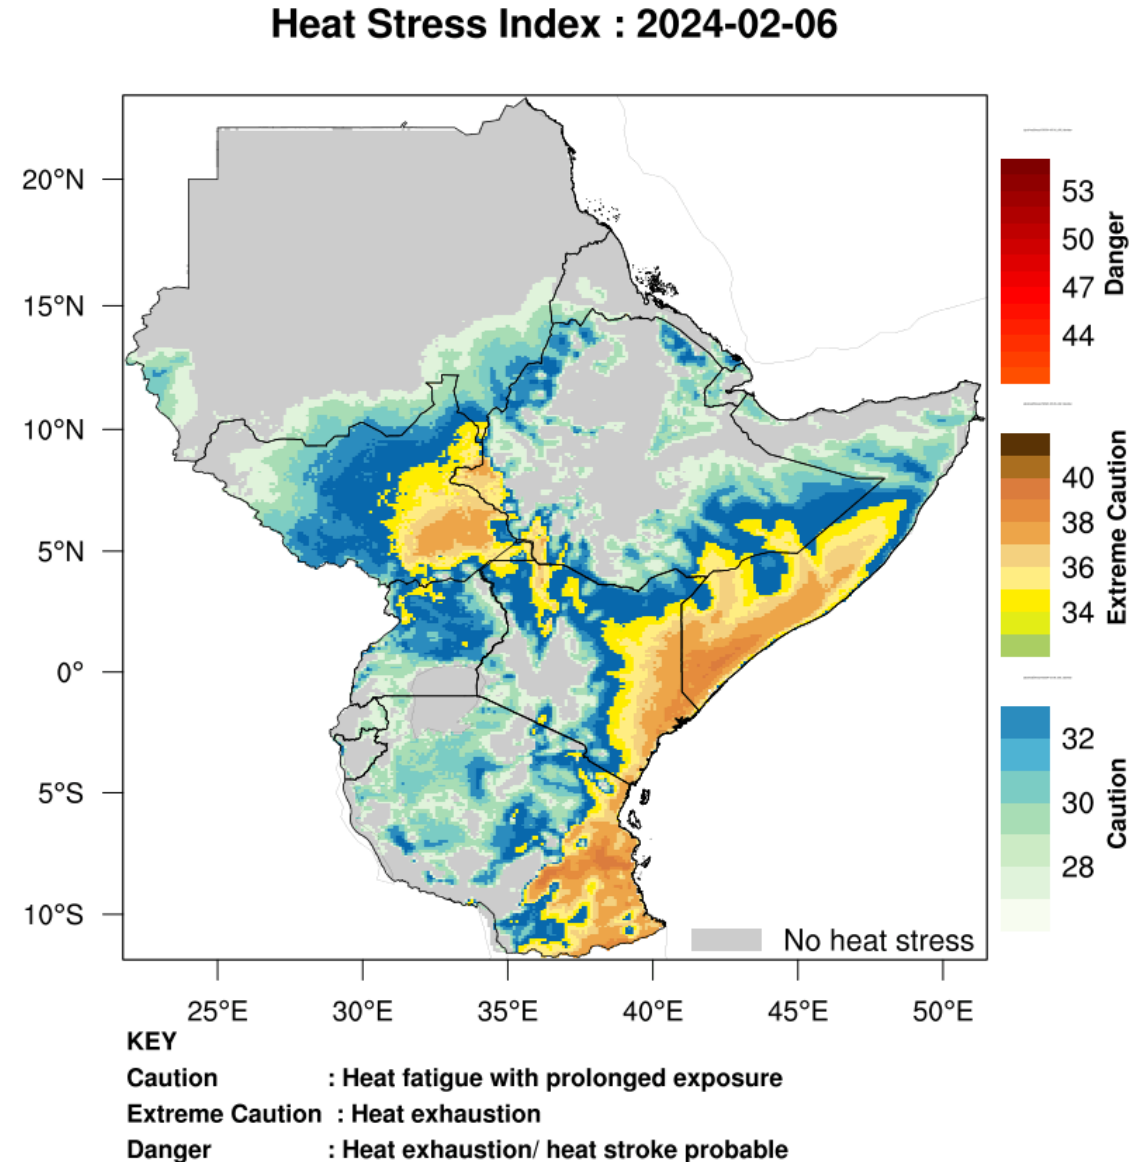 Heat Stress Index : 2024-02-06
20°N
15°N
10°N
5°N
0°
5°S
10°S
25°E
30°E
35°E
40°E
45°E
50°E
No heat stress
53
50
47
44
Danger
40
38
36
34
Extreme Caution
32
30
28
Caution
KEY
Caution : Heat fatigue with prolonged exposure
Extreme Caution : Heat exhaustion
Danger : Heat exhaustion/ heat stroke probable